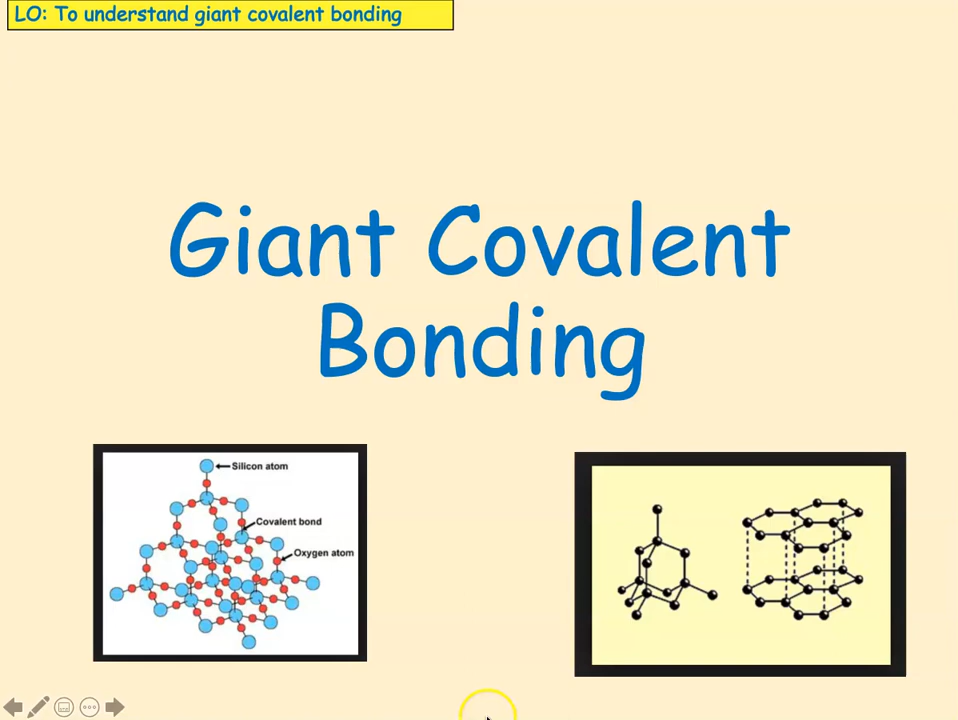 LO: To understand giant covalent bonding
Giant Covalent
Bonding
Silicon atom
Covalent bond
Oxygen atom